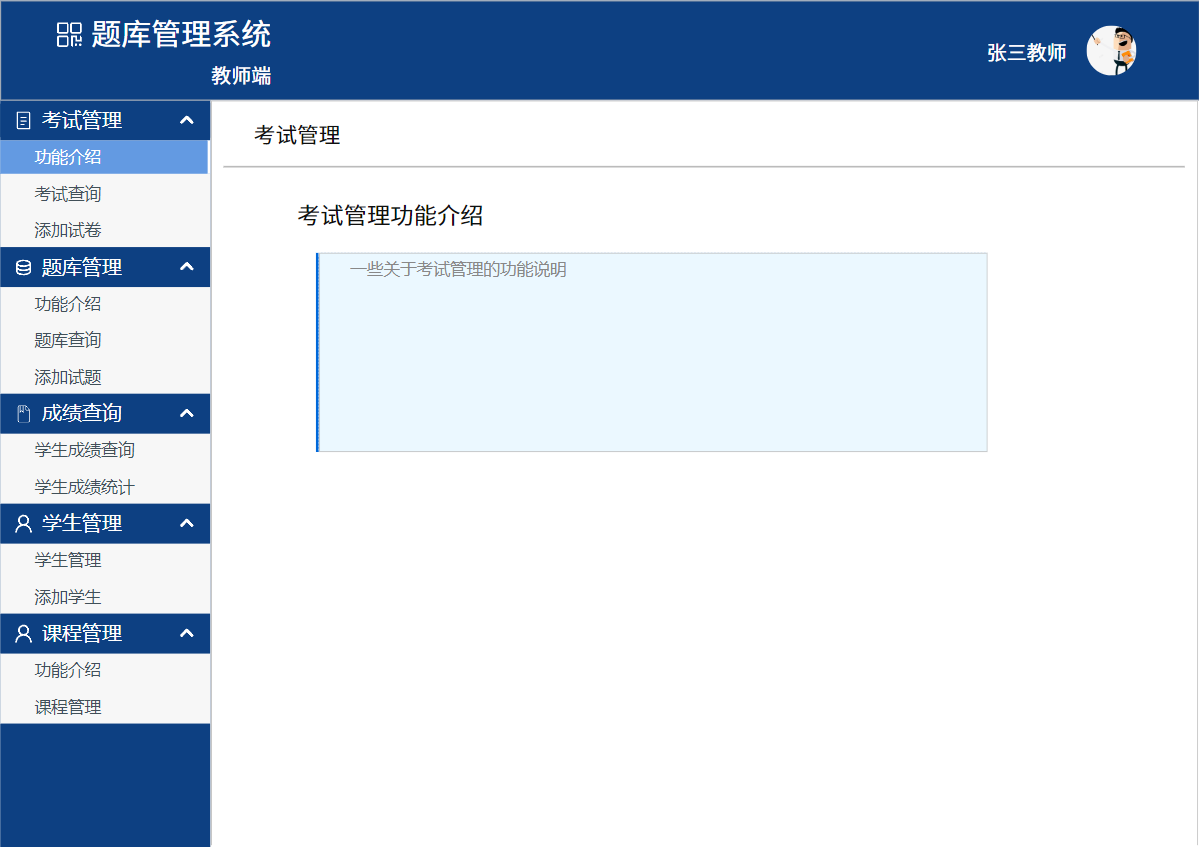 题库管理系统
教师端
张三教师
考试管理
功能介绍
考试查询
添加试卷
题库管理
功能介绍
题库查询
添加试题
成绩查询
学生成绩查询
学生成绩统计
学生管理
学生管理
添加学生
课程管理
功能介绍
课程管理
考试管理
考试管理功能介绍
一些关于考试管理的功能说明